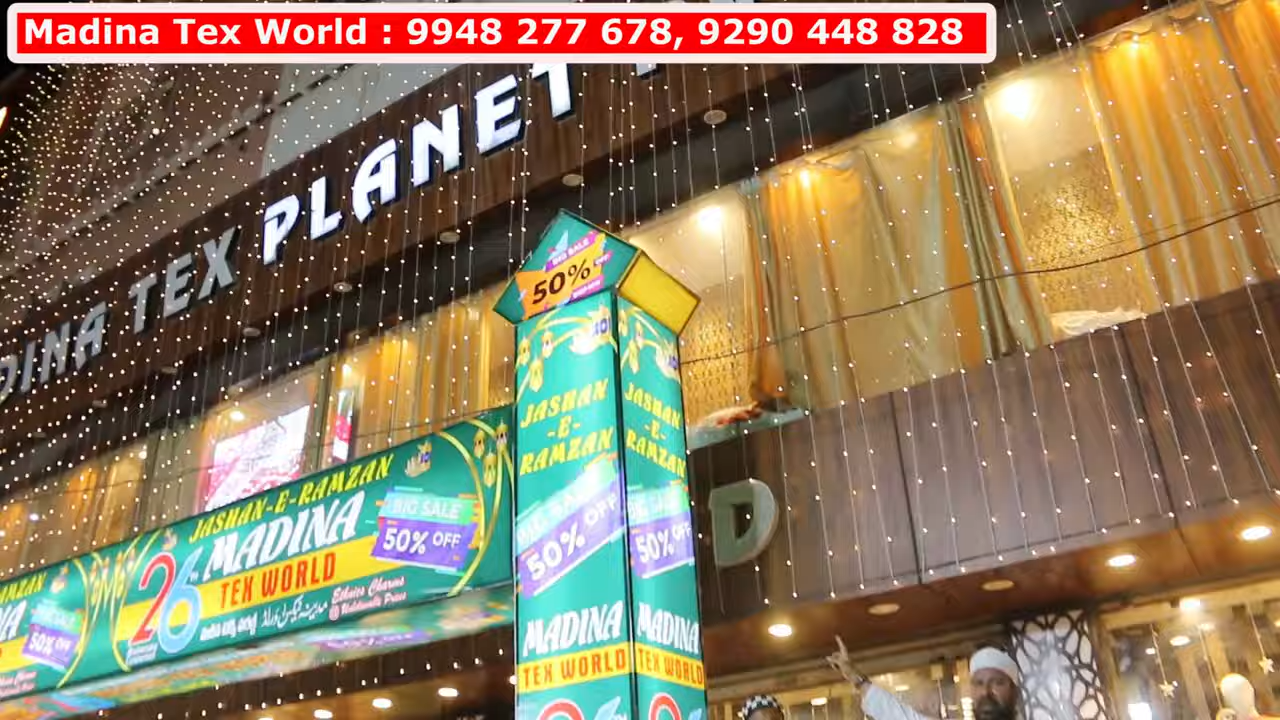 Madina Tex World : 9948 277 678, 9290 448 828
DINA TEX PLANET
BIG SALE
50% OFF
JASHAN
-E-
RAMZAN
BIG SALE
50% OFF
MADINA
TEX WORLD
JASHAN
-E-
RAMZAN
50% OFF
MADINA
TEX WORLD
D
JASHAN-E-RAMZAN
26
MADINA
TEX WORLD
BIG SALE
50% OFF
Ethnics Charms
50% OFF